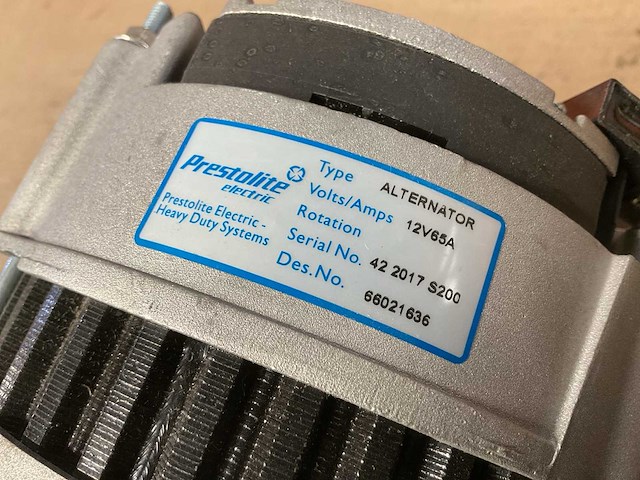 Prestolite
electric
Prestolite Electric -
Heavy Duty Systems
Type ALTERNATOR
Volts/Amps 12V65A
Rotation
Serial No. 42 2017 S200
Des.No. 66021636